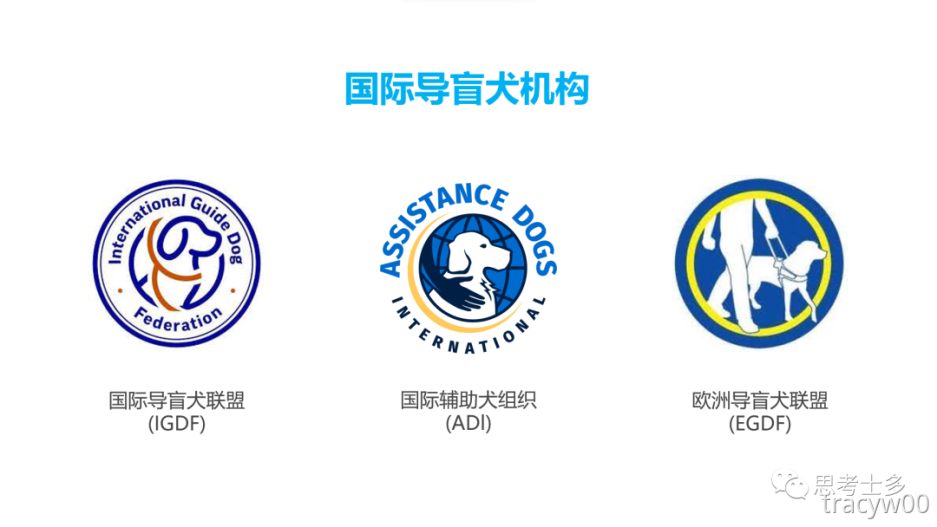 国际导盲犬机构
International Guide Dog
Federation
ASSISTANCE DOGS
INTERNATIONAL
国际导盲犬联盟
(IGDF)
国际辅助犬组织
(ADI)
欧洲导盲犬联盟
(EGDF)
思考士多
tracyw00